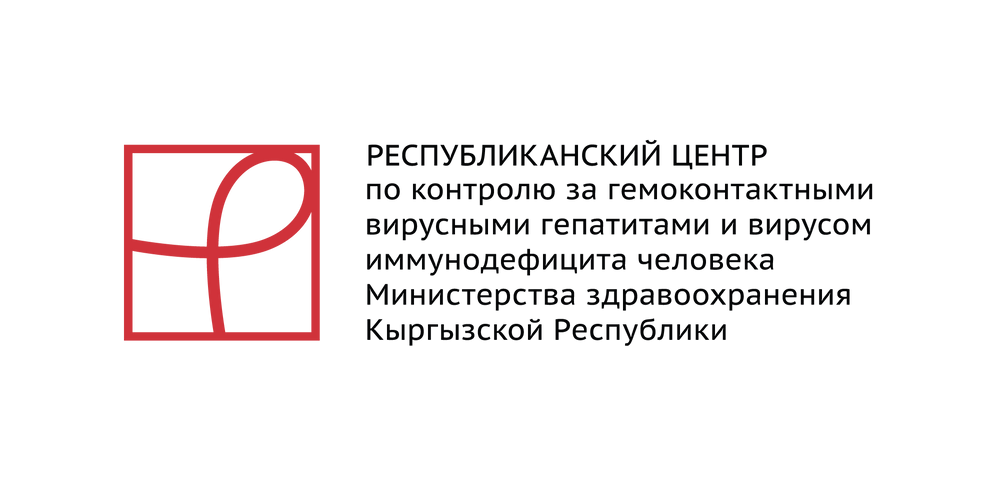 РЕСПУБЛИКАНСКИЙ ЦЕНТР
по контролю за гемоконтактными
вирусными гепатитами и вирусом
иммунодефицита человека
Министерства здравоохранения
Кыргызской Республики